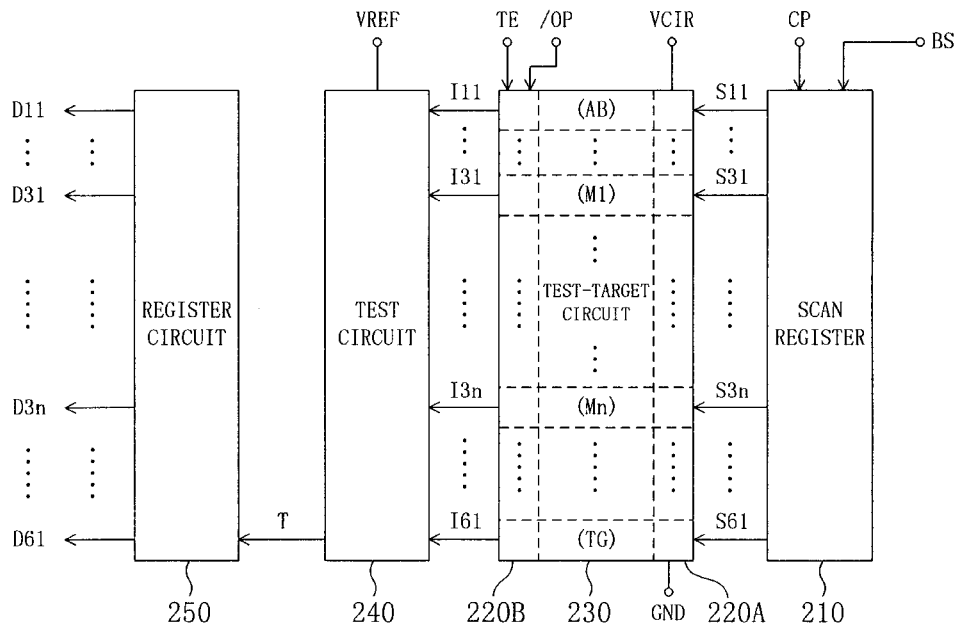 VREF TE /OP VCIR CP BS
D11 I11 (AB) S11
D31 I31 (M1) S31
REGISTER CIRCUIT
TEST CIRCUIT
TEST-TARGET CIRCUIT
SCAN REGISTER
D3n I3n (Mn) S3n
D61 T I61 (TG) S61
250 240 220B 230 GND 220A 210